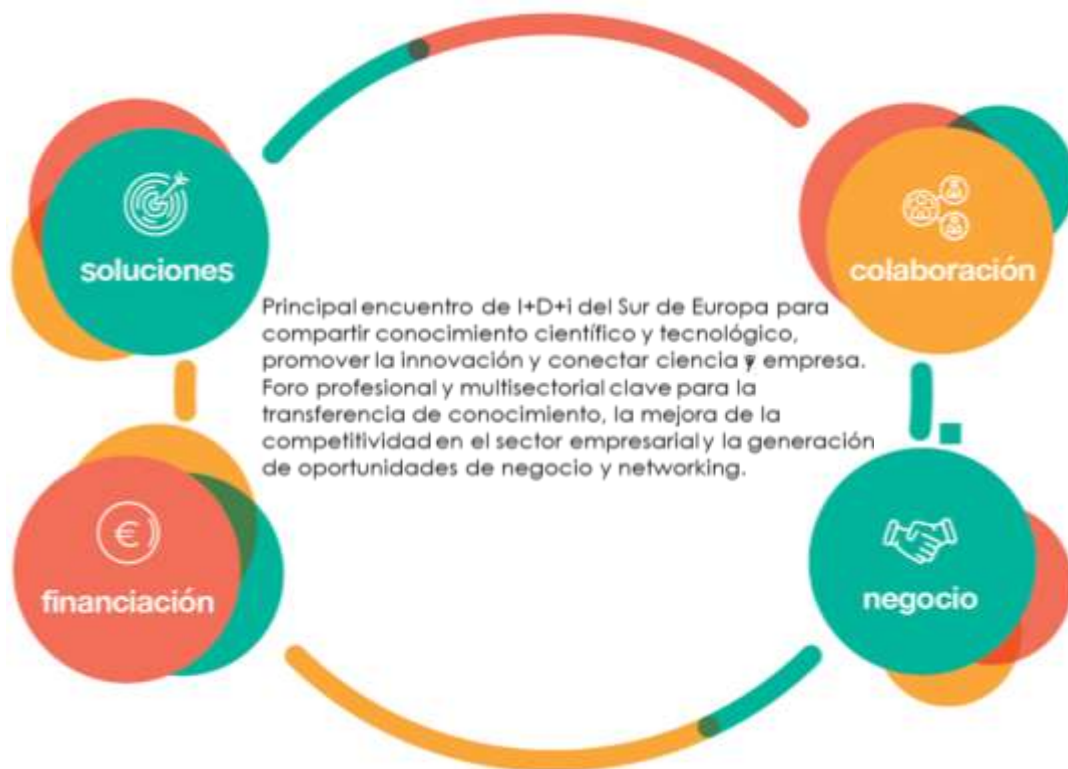 soluciones
colaboración
Principal encuentro de I+D+i del Sur de Europa para
compartir conocimiento científico y tecnológico,
promover la innovación y conectar ciencia y empresa.
Foro profesional y multisectorial clave para la
transferencia de conocimiento, la mejora de la
competitividad en el sector empresarial y la generación
de oportunidades de negocio y networking.
€
financiación
negocio